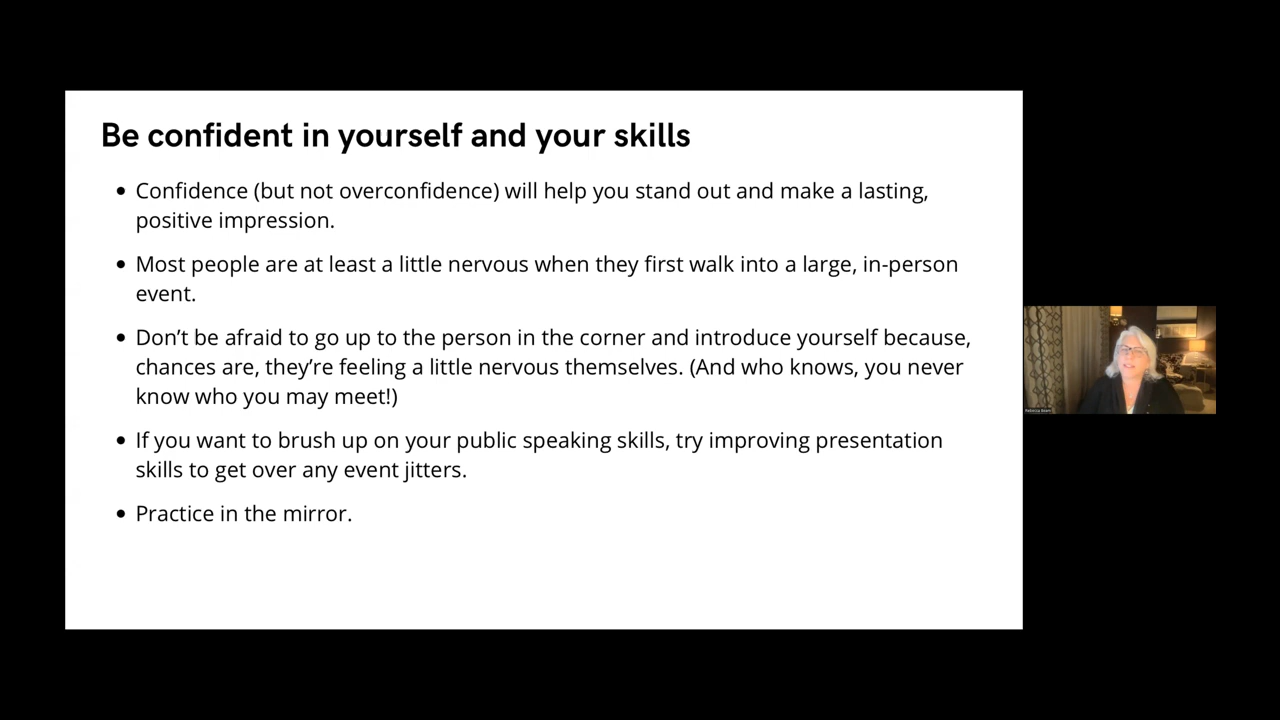 Be confident in yourself and your skills
• Confidence (but not overconfidence) will help you stand out and make a lasting,
positive impression.
• Most people are at least a little nervous when they first walk into a large, in-person
event.
• Don’t be afraid to go up to the person in the corner and introduce yourself because,
chances are, they’re feeling a little nervous themselves. (And who knows, you never
know who you may meet!)
• If you want to brush up on your public speaking skills, try improving presentation
skills to get over any event jitters.
• Practice in the mirror.